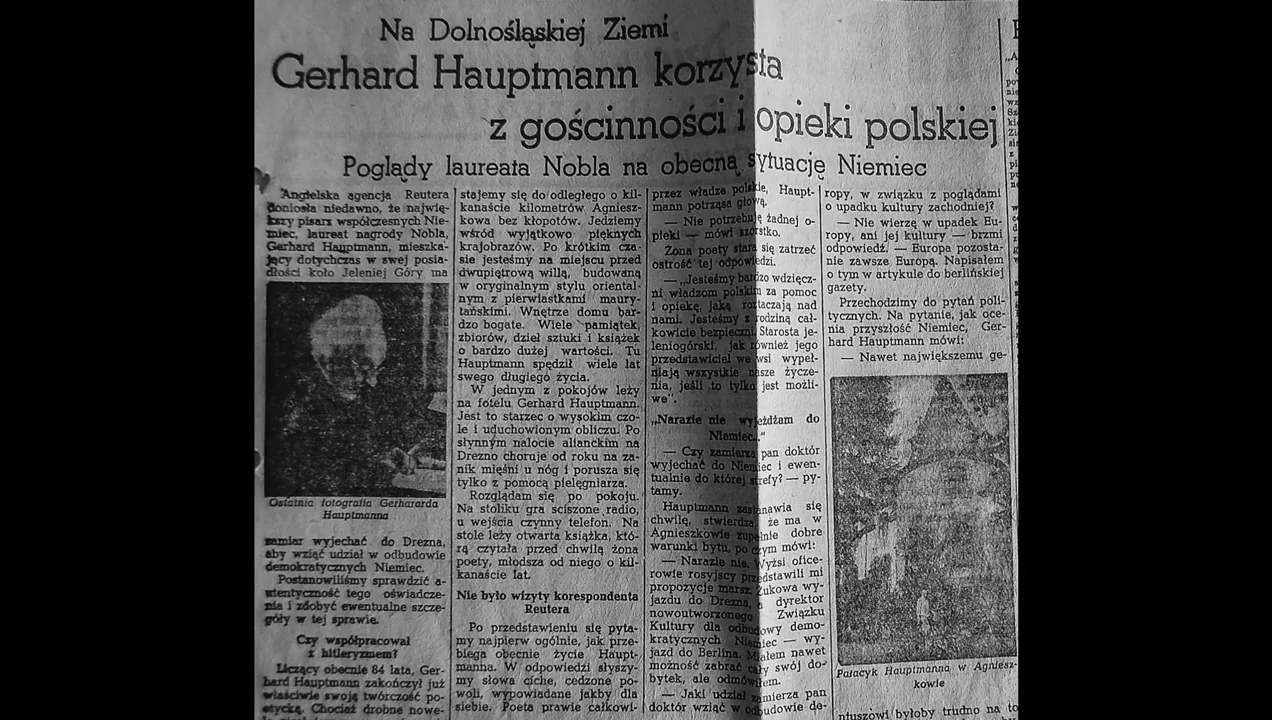 Na Dolnośląskiej Ziemi
Gerhard Hauptmann korzysta
z gościnności i opieki polskiej
Poglądy laureata Nobla na obecną sytuację Niemiec
Angielska agencja Reutera
doniosła niedawno, że najwię-
kszy pisarz współczesnych Nie-
miec, laureat nagrody Nobla,
Gerhard Hauptmann, mieszka-
jący dotychczas w swej posia-
dłości koło Jeleniej Góry ma
Ostatnia fotografia Gerhararda
Hauptmanna
zamiar wyjechać do Drezna,
aby wziąć udział w odbudowie
demokratycznych Niemiec.
Postanowiliśmy sprawdzić a-
utentyczność tego oświadcze-
nia i zdobyć ewentualne szcze-
góły w tej sprawie.
Czy współpracował
z hitleryzmem?
Liczący obecnie 84 lata, Ger-
hard Hauptmann zakończył już
właściwie swoją twórczość po-
etycką. Chociaż drobne nowe-
stajemy się do odległego o kil-
kanaście kilometrów Agniesz-
kowa bez kłopotów. Jedziemy
wśród wyjątkowo pięknych
krajobrazów. Po krótkim cza-
sie jesteśmy na miejscu przed
dwupiętrową willą, budowaną
w oryginalnym stylu oriental-
nym z pierwiastkami maury-
tańskimi. Wnętrze domu bar-
dzo bogate. Wiele pamiątek,
zbiorów, dzieł sztuki i książek
o bardzo dużej wartości. Tu
Hauptmann spędził wiele lat
swego długiego życia.
W jednym z pokojów leży
na fotelu Gerhard Hauptmann.
Jest to starzec o wysokim czo-
le i uduchowionym obliczu. Po
słynnym nalocie alianckim na
Drezno choruje od roku na za-
nik mięśni u nóg i porusza się
tylko z pomocą pielęgniarza.
Rozglądam się po pokoju.
Na stoliku gra sciszone radio,
u wejścia czynny telefon. Na
stole leży otwarta książka, któ-
rą czytała przed chwilą żona
poety, młodsza od niego o kil-
kanaście lat.
Nie było wizyty korespondenta
Reutera
Po przedstawieniu się pyta-
my najpierw ogólnie, jak prze-
biega obecnie życie Haupt-
manna. W odpowiedzi słyszy-
my słowa ciche, cedzone po-
woli, wypowiadane jakby dla
siebie. Poeta prawie całkowi-
przez władze polskie, Haupt-
mann potrząsa głową.
— Nie potrzebuję żadnej o-
pieki — mówi szorstko.
Żona poety stara się zatrzeć
ostrość tej odpowiedzi.
— „Jesteśmy bardzo wdzięcz-
ni władzom polskim za pomoc
i opiekę, jaką roztaczają nad
nami. Jesteśmy z rodziną cał-
kowicie bezpieczni. Starosta je-
leniogórski, jak również jego
przedstawiciel we wsi wypeł-
niają wszystkie nasze życze-
nia, jeśli to tylko jest możli-
we".
„Narazie nie wyjeżdżam do
Niemiec..."
— Czy zamierza pan doktór
wyjechać do Niemiec i ewen-
tualnie do której strefy? — py-
tamy.
Hauptmann zastanawia się
chwilę, stwierdza, że ma w
Agnieszkowie zupełnie dobre
warunki bytu, po czym mówi:
— Narazie nie. Wyżsi ofice-
rowie rosyjscy przedstawili mi
propozycje marsz. Żukowa wy-
jazdu do Drezna, a dyrektor
nowoutworzonego Związku
Kultury dla odbudowy demo-
kratycznych Niemiec — wy-
jazd do Berlina. Miałem nawet
możność zabrać cały swój do-
bytek, ale odmówiłem.
— Jaki udział zamierza pan
doktór wziąć w odbudowie de-
ropy, w związku z poglądami
o upadku kultury zachodniej?
— Nie wierzę w upadek Eu-
ropy, ani jej kultury — brzmi
odpowiedź. — Europa pozosta-
nie zawsze Europą. Napisałem
o tym w artykule do berlińskiej
gazety.
Przechodzimy do pytań poli-
tycznych. Na pytanie, jak oce-
nia przyszłość Niemiec, Ger-
hard Hauptmann mówi:
— Nawet największemu ge-
Pałacyk Hauptmanna w Agniesz-
kowie
niuszowi byłoby trudno na to